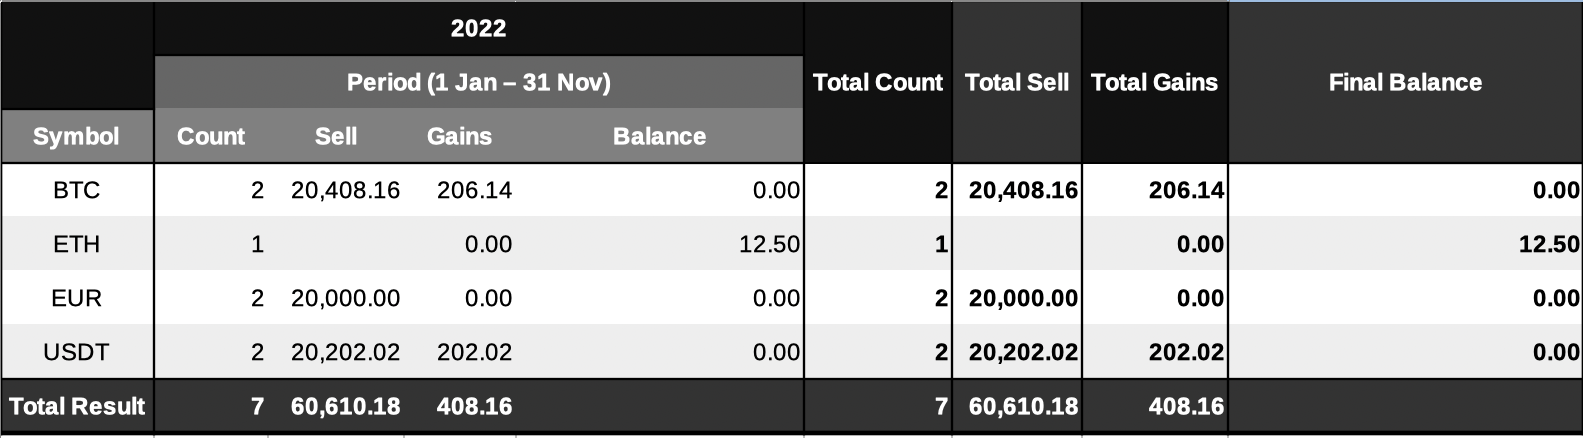 2022
Period (1 Jan – 31 Nov) Total Count Total Sell Total Gains Final Balance
Symbol Count Sell Gains Balance
BTC 2 20,408.16 206.14 0.00 2 20,408.16 206.14 0.00
ETH 1 0.00 12.50 1 0.00 12.50
EUR 2 20,000.00 0.00 0.00 2 20,000.00 0.00 0.00
USDT 2 20,202.02 202.02 0.00 2 20,202.02 202.02 0.00
Total Result 7 60,610.18 408.16 7 60,610.18 408.16